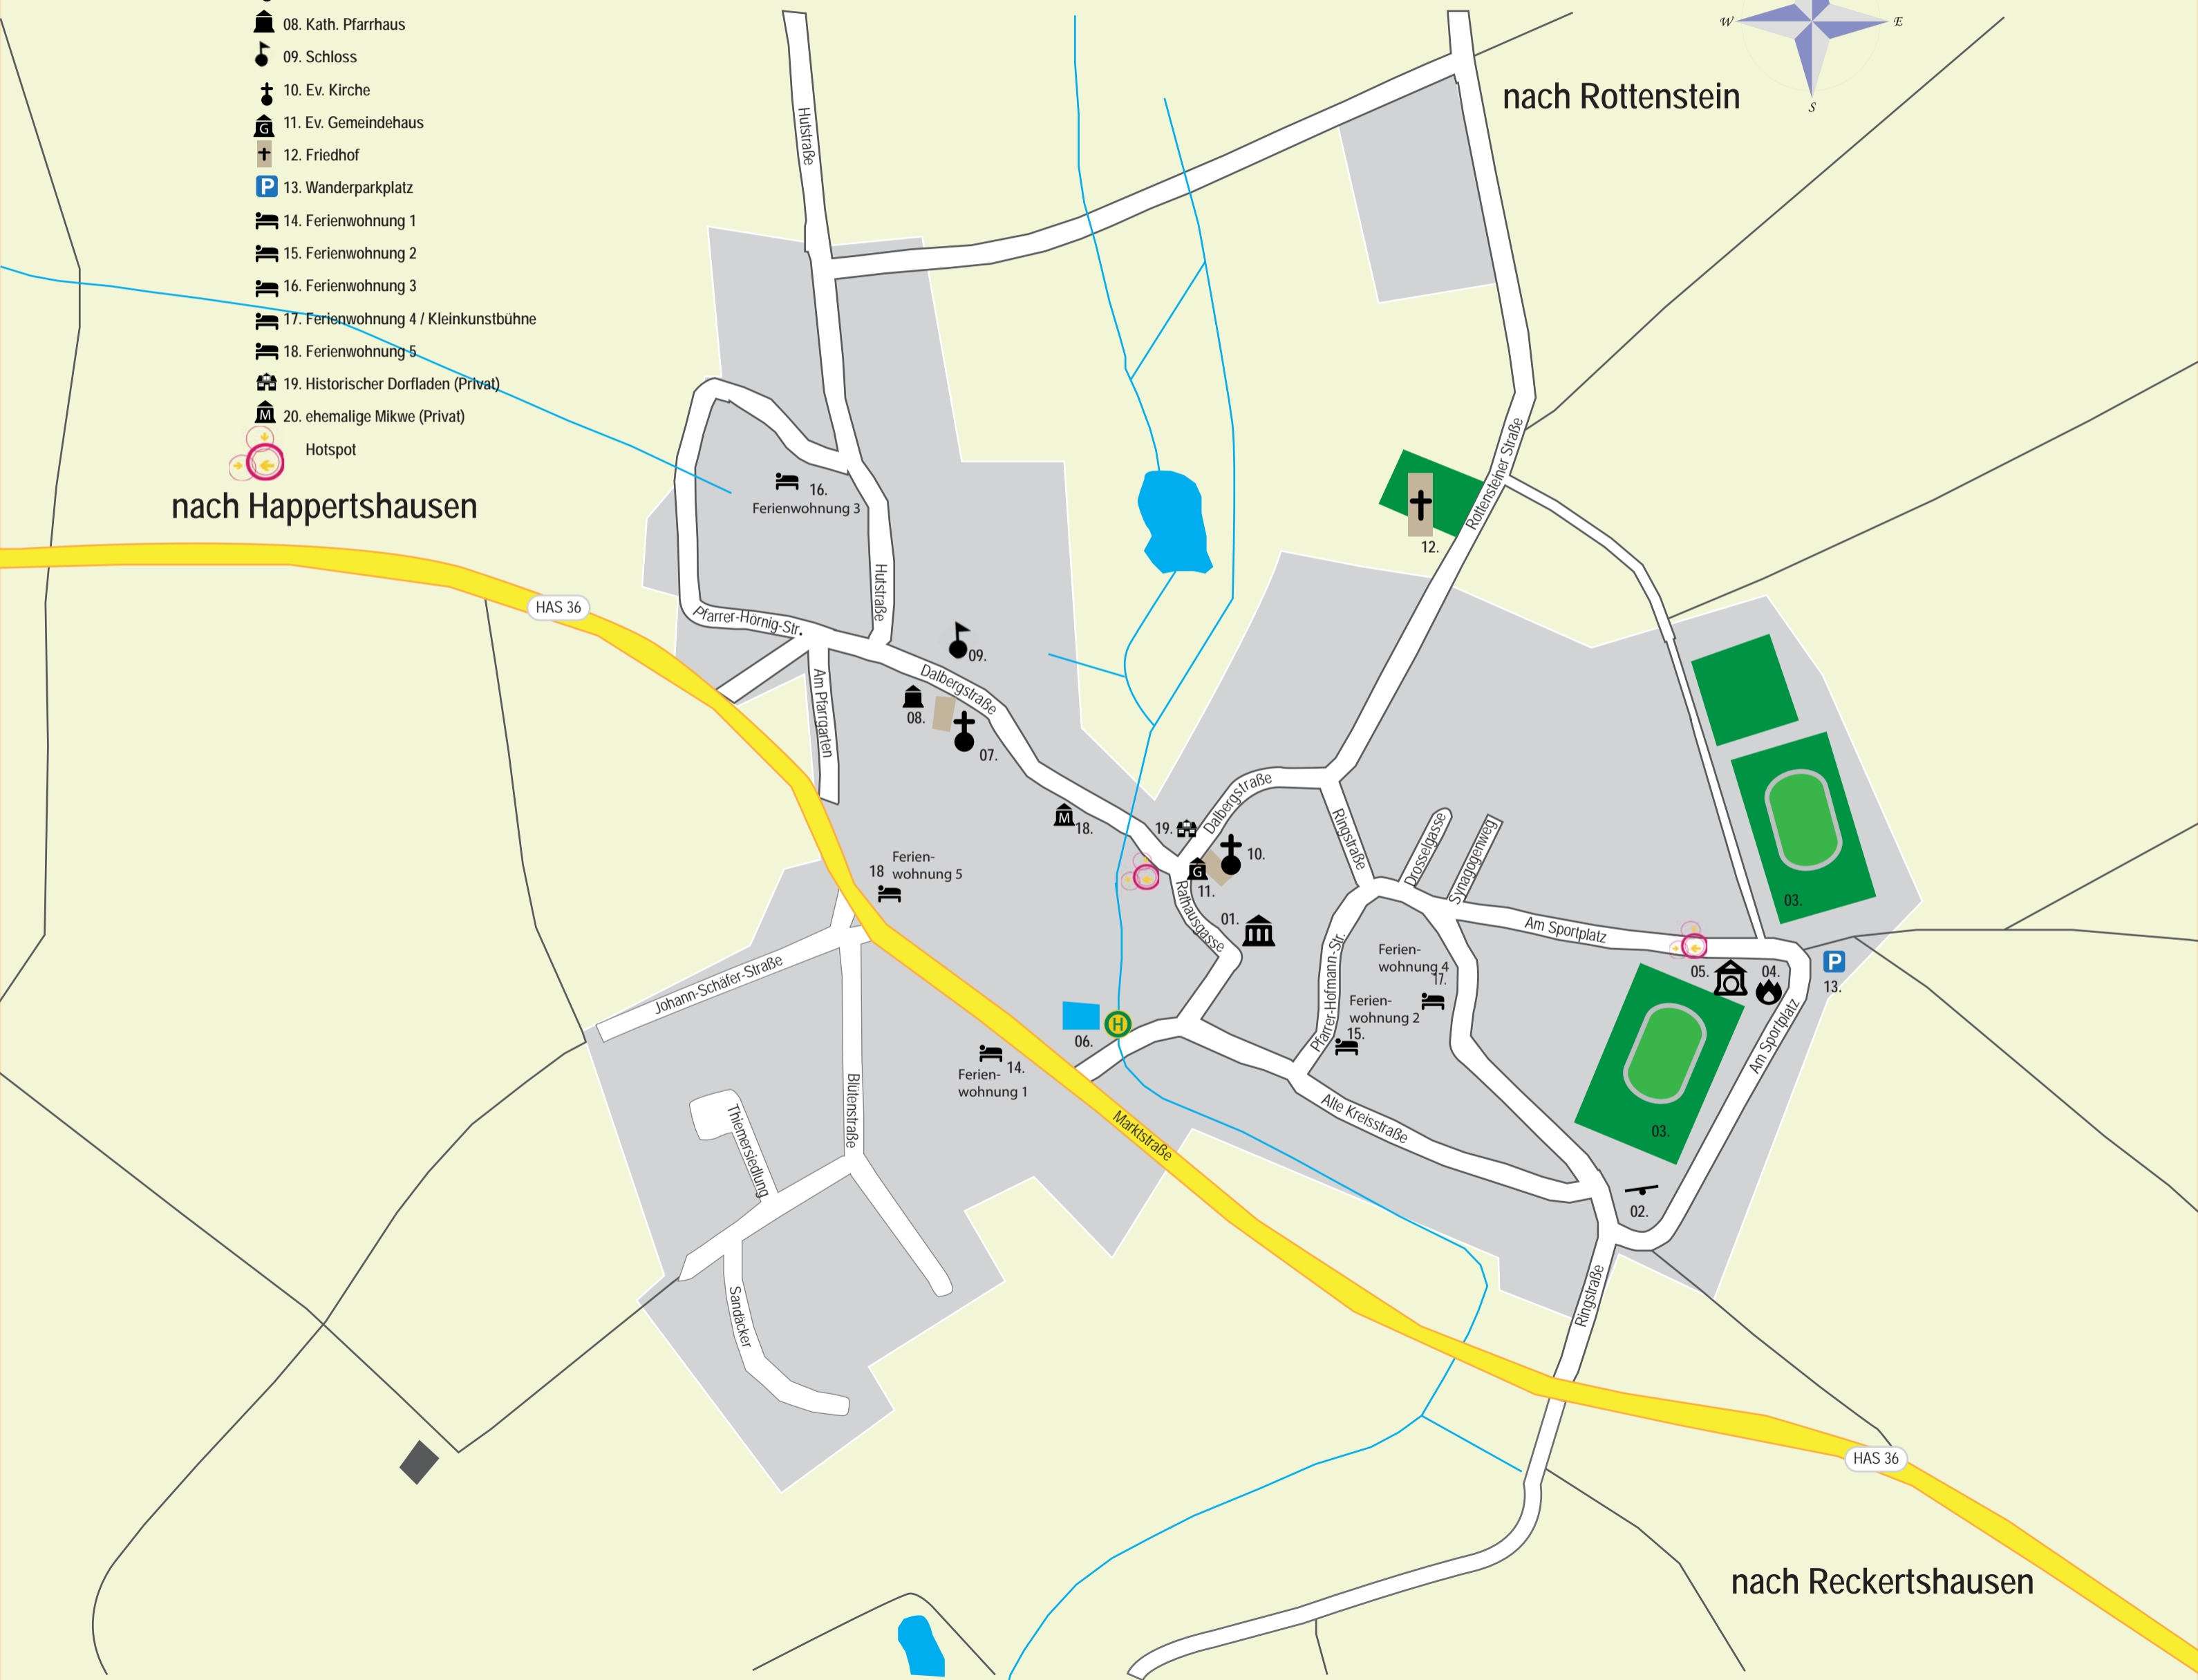 08. Kath. Pfarrhaus
09. Schloss
10. Ev. Kirche
G 11. Ev. Gemeindehaus
12. Friedhof
P 13. Wanderparkplatz
14. Ferienwohnung 1
15. Ferienwohnung 2
16. Ferienwohnung 3
17. Ferienwohnung 4 / Kleinkunstbühne
18. Ferienwohnung 5
19. Historischer Dorfladen (Privat)
M 20. ehemalige Mikwe (Privat)
Hotspot
W
E
S
nach Rottenstein
nach Happertshausen
nach Reckertshausen
Hutstraße
Rottensteiner Straße
16.
Ferienwohnung 3
12.
Hutstraße
HAS 36
Pfarrer-Hörnig-Str.
09.
Dalbergstraße
08.
07.
Am Pfarrgarten
M
18.
19.
Dalbergstraße
10.
G
11.
Ringstraße
Drosselgasse
Synagogenweg
03.
18
Ferien-
wohnung 5
Rathausgasse
01.
Am Sportplatz
05.
04.
P
13.
Johann-Schäfer-Straße
Pfarrer-Hofmann-Str.
Ferien-
wohnung 4
17.
Ferien-
wohnung 2
15.
H
06.
14.
Ferien-
wohnung 1
Am Sportplatz
03.
Blütenstraße
Thiemersiedlung
Marktstraße
Alte Kreisstraße
02.
Sandäcker
Ringstraße
HAS 36